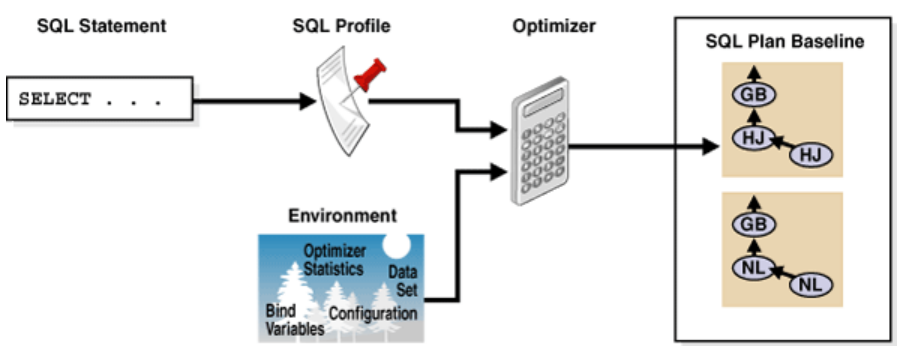 SQL Statement
SQL Profile
Optimizer
SQL Plan Baseline
SELECT . . .
GB
HJ
HJ
Environment
Optimizer
Statistics
Data
Set
Bind
Variables
Configuration
GB
NL
NL